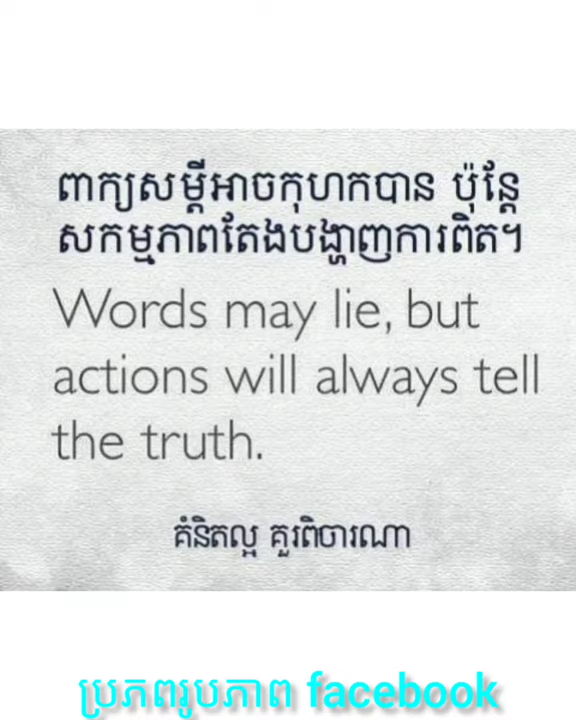 ពាក្យសម្តីអាចកុហកបាន ប៉ុន្តែ
សកម្មភាពតែងបង្ហាញការពិត។
Words may lie, but
actions will always tell
the truth.
គំនិតល្អ គួរពិចារណា
ប្រភពរូបភាព facebook